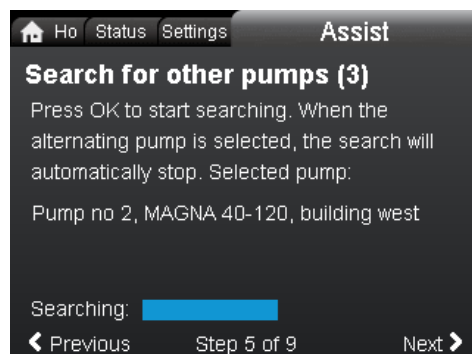 Ho Status Settings Assist
Search for other pumps (3)
Press OK to start searching. When the
alternating pump is selected, the search will
automatically stop. Selected pump:
Pump no 2, MAGNA 40-120, building west
Searching:
Previous Step 5 of 9 Next